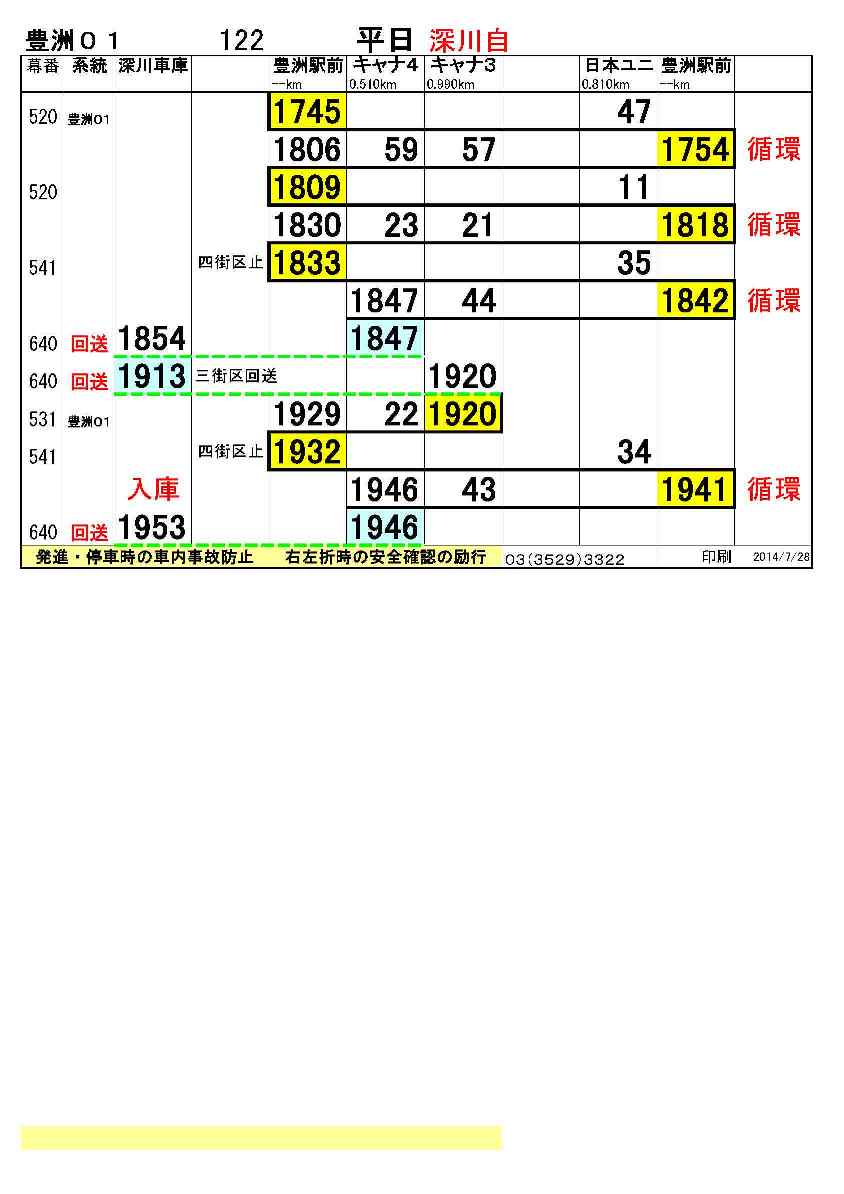 豊洲０１ 122 平日 深川自
幕番 系統 深川車庫 豊洲駅前 キャナ4 キャナ3 日本ユニ 豊洲駅前
--km 0.510km 0.990km 0.810km --km
520 豊洲01 1745 47
1806 59 57 1754 循環
520 1809 11
1830 23 21 1818 循環
541 四街区止 1833 35
1847 44 1842 循環
640 回送 1854 1847
640 回送 1913 三街区回送 1920
531 豊洲01 1929 22 1920
541 四街区止 1932 34
入庫 1946 43 1941 循環
640 回送 1953 1946
発進・停車時の車内事故防止 右左折時の安全確認の励行 03(3529)3322 印刷 2014/7/28